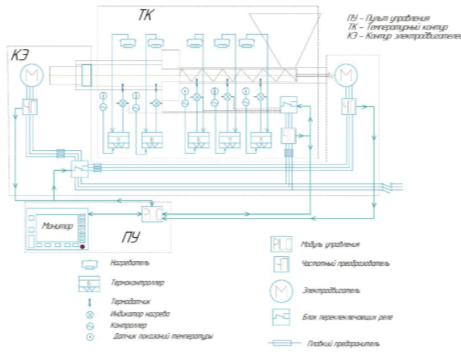 ТК
ПУ – Пульт управления
ТК – Температурный контур
КЭ – Контур электродвигателей
КЭ
М
М
Монитор
ПУ
Модуль управления
Нагреватель
Частотный преобразователь
Термоконтроллер
М
Электродвигатель
Термодатчик
Индикатор нагрева
Контроллер
Блок переключающих реле
Датчик показаний температуры
Плавкий предохранитель